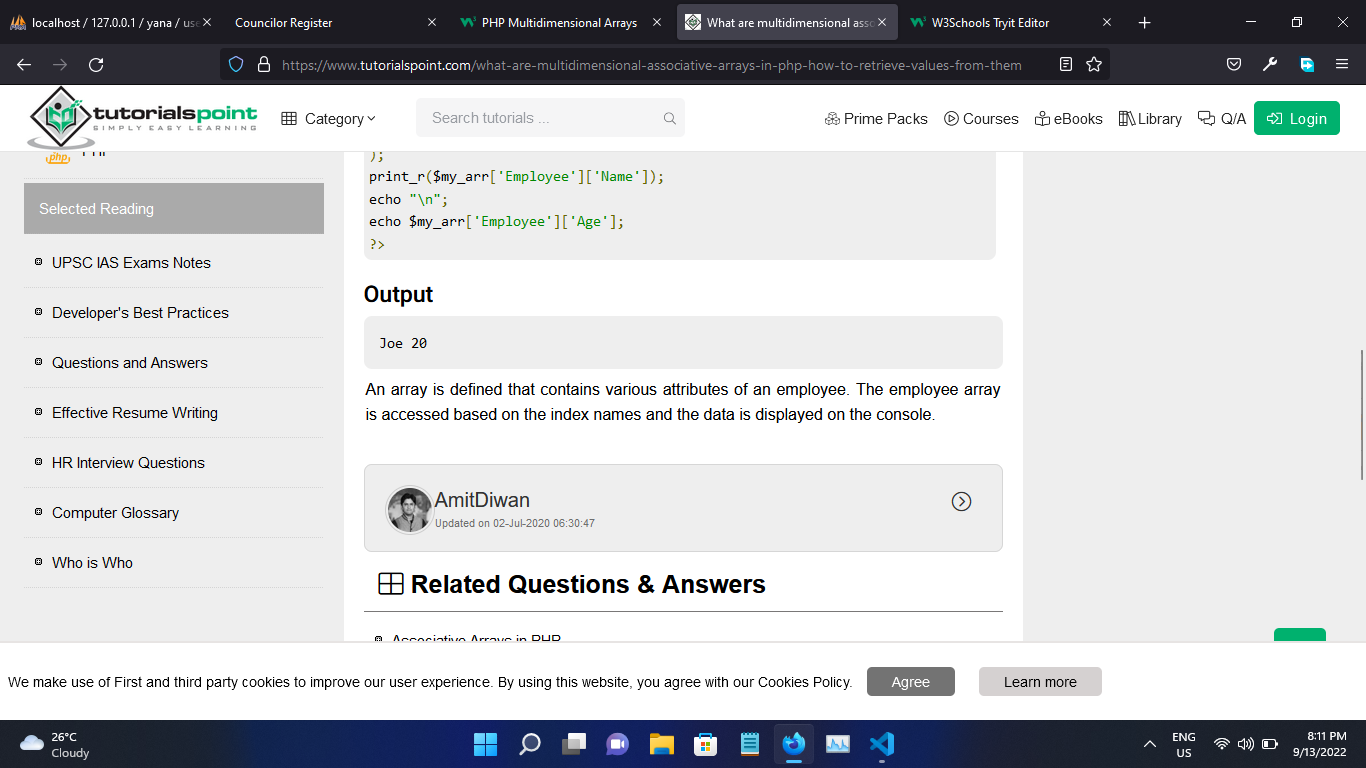 localhost / 127.0.0.1 / yana / use
Councilor Register
PHP Multidimensional Arrays
What are multidimensional asso
W3Schools Tryit Editor
https://www.tutorialspoint.com/what-are-multidimensional-associative-arrays-in-php-how-to-retrieve-values-from-them
tutorialspoint
SIMPLY EASY LEARNING
Category
Search tutorials ...
Prime Packs
Courses
eBooks
Library
Q/A
Login
php
PHP
Selected Reading
UPSC IAS Exams Notes
Developer's Best Practices
Questions and Answers
Effective Resume Writing
HR Interview Questions
Computer Glossary
Who is Who
);
print_r($my_arr['Employee']['Name']);
echo "\n";
echo $my_arr['Employee']['Age'];
?>
Output
Joe 20
An array is defined that contains various attributes of an employee. The employee array
is accessed based on the index names and the data is displayed on the console.
AmitDiwan
Updated on 02-Jul-2020 06:30:47
Related Questions & Answers
Associative Arrays in PHP
We make use of First and third party cookies to improve our user experience. By using this website, you agree with our Cookies Policy.
Agree
Learn more
26°C
Cloudy
ENG
US
8:11 PM
9/13/2022